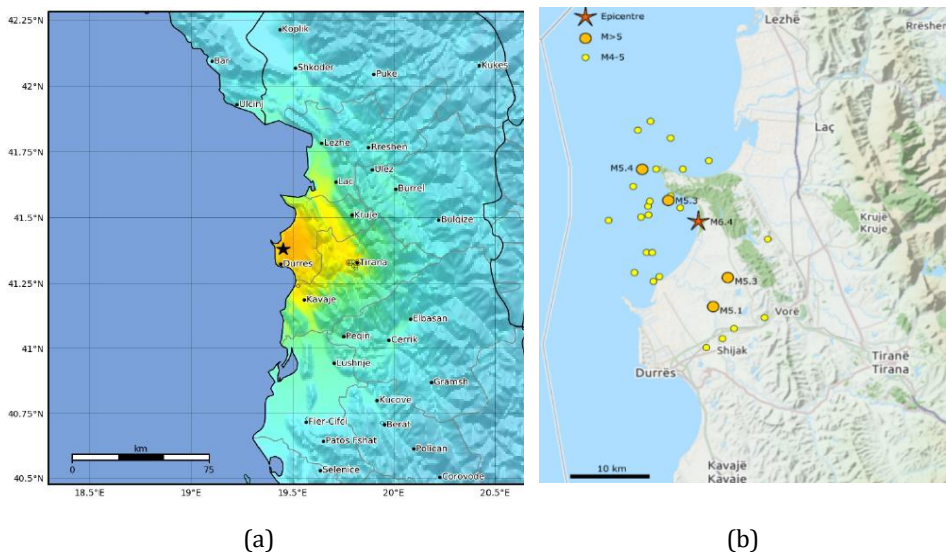 42.25°N
42°N
41.75°N
41.5°N
41.25°N
41°N
40.75°N
40.5°N
Koplik
Bar
Shkoder
Puke
Kukes
Ulcinj
Lezhe
Rreshen
Ulez
Lac
Burrel
Kruje
Bulqize
Durres
Tirana
Kavaje
Elbasan
Peqin
Cerrik
Lushnje
Gramsh
Kucove
Fier-Cifci
Berat
Patos Fshat
Polican
Selenice
Corovode
km
0 75
18.5°E 19°E 19.5°E 20°E 20.5°E
(a)
Epicentre
M>5
M4-5
Lezhë
Rrëshen
Laç
M5.4
M5.3
M6.4
Krujë
Kruje
M5.3
M5.1
Vorë
Shijak
Durrës
Tiranë
Tirana
10 km
Kavajë
Kavaje
(b)